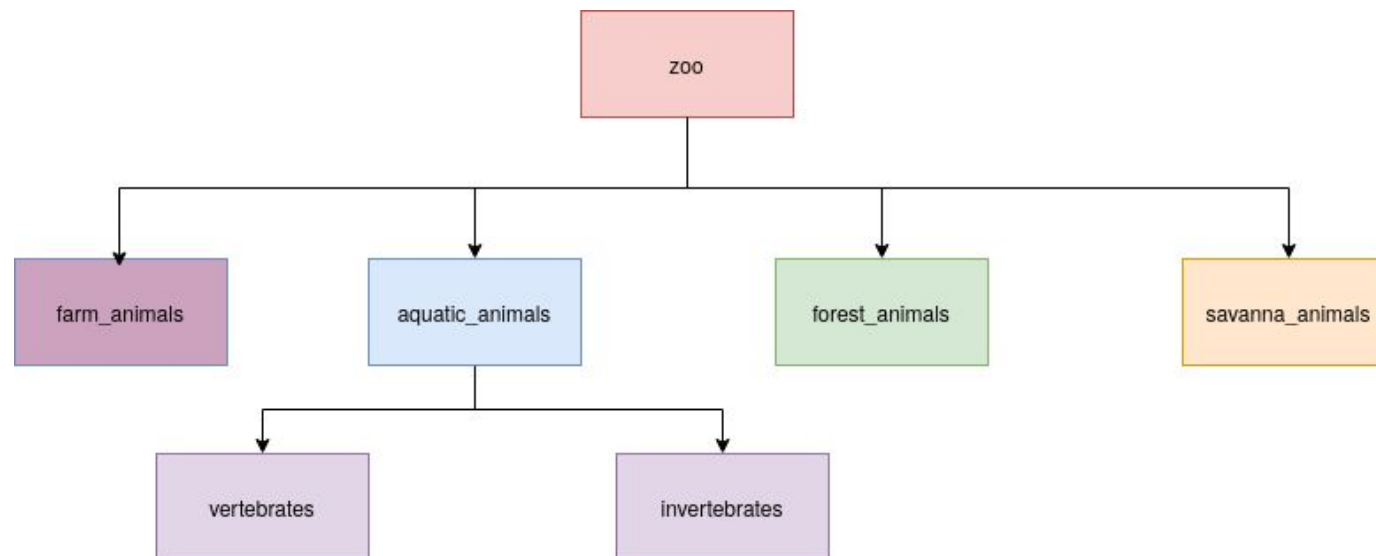 zoo
farm_animals
aquatic_animals
forest_animals
savanna_animals
vertebrates
invertebrates